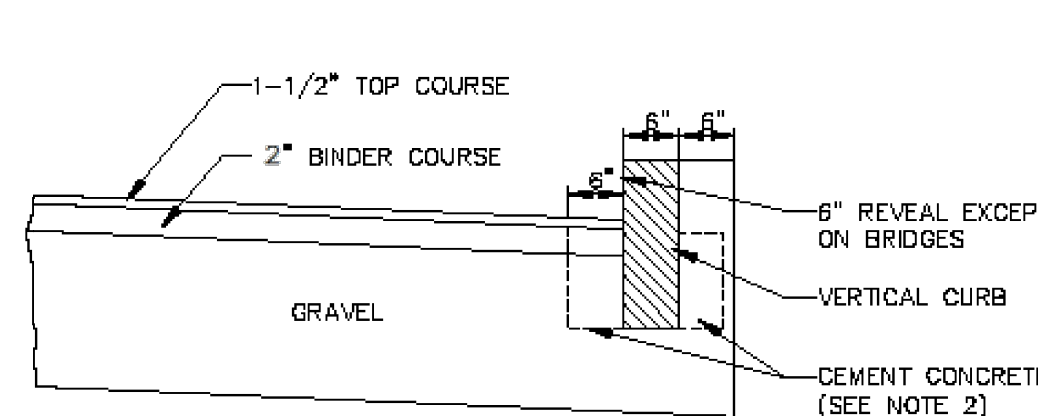 1-1/2" TOP COURSE
2" BINDER COURSE
6"
6"
6"
6" REVEAL EXCEP
ON BRIDGES
VERTICAL CURB
GRAVEL
CEMENT CONCRET
(SEE NOTE 2)